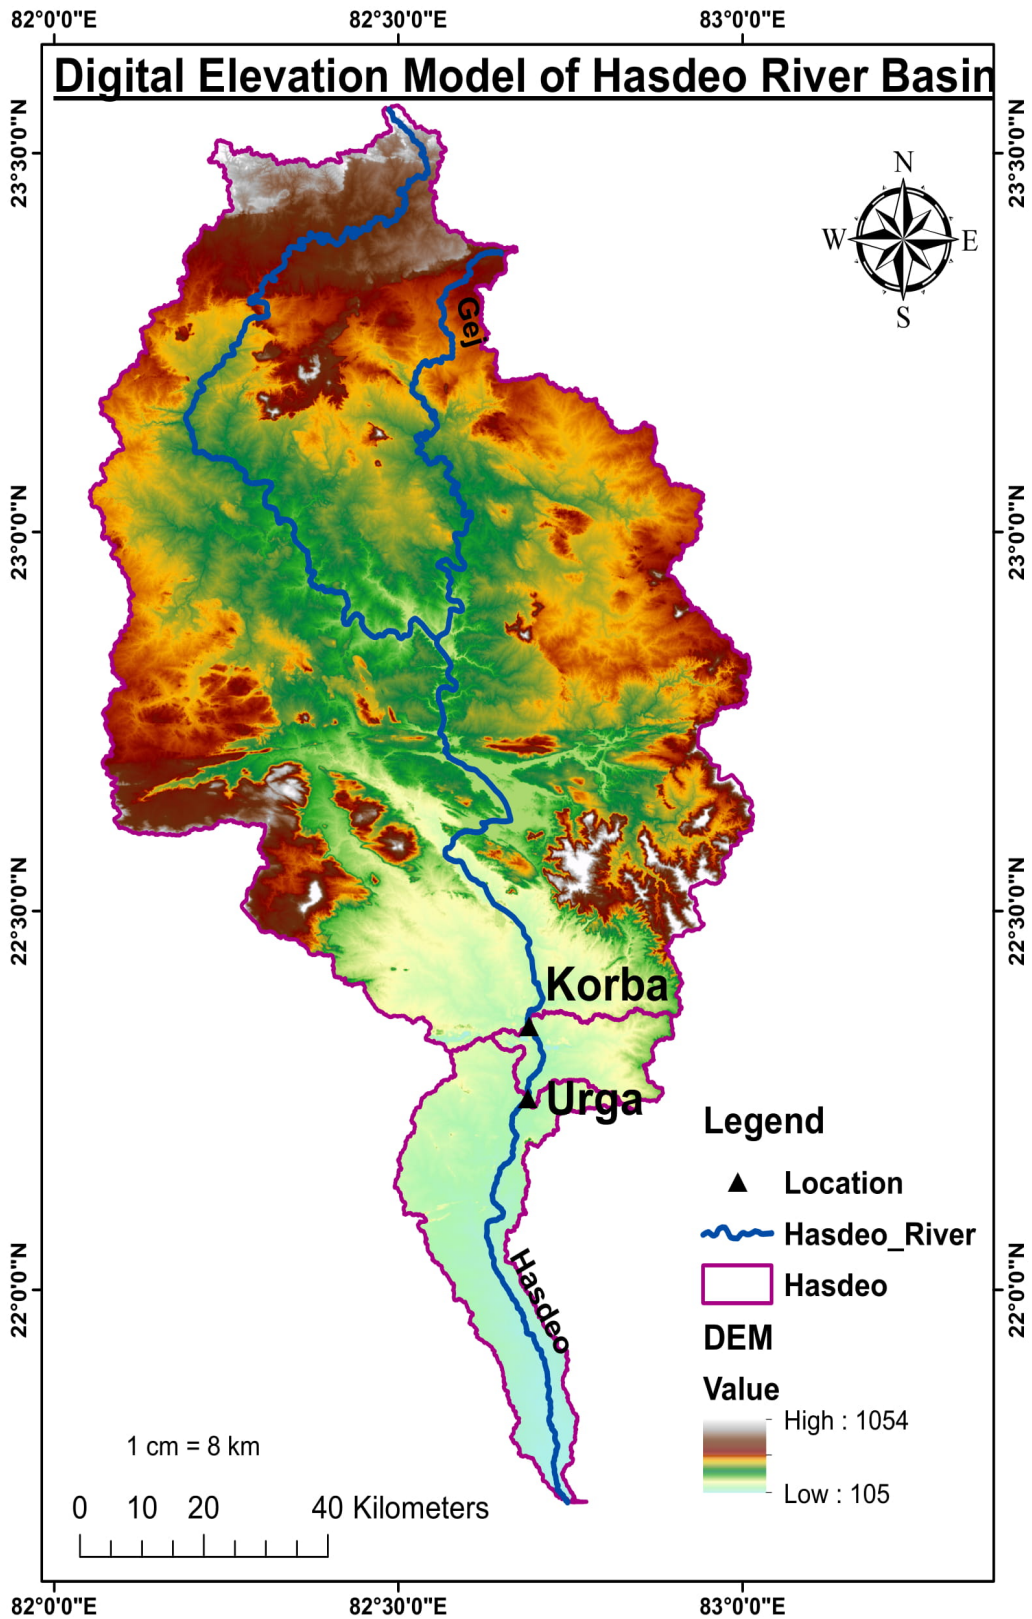 82°0'0"E 82°30'0"E 83°0'0"E
Digital Elevation Model of Hasdeo River Basin
23°30'0"N
23°30'0"N
N
W E
S
Gej
23°0'0"N
23°0'0"N
22°30'0"N
22°30'0"N
Korba
Urga
Legend
Location
Hasdeo_River
Hasdeo
Hasdeo
22°0'0"N
22°0'0"N
DEM
Value
High : 1054
Low : 105
1 cm = 8 km
0 10 20 40 Kilometers
82°0'0"E 82°30'0"E 83°0'0"E